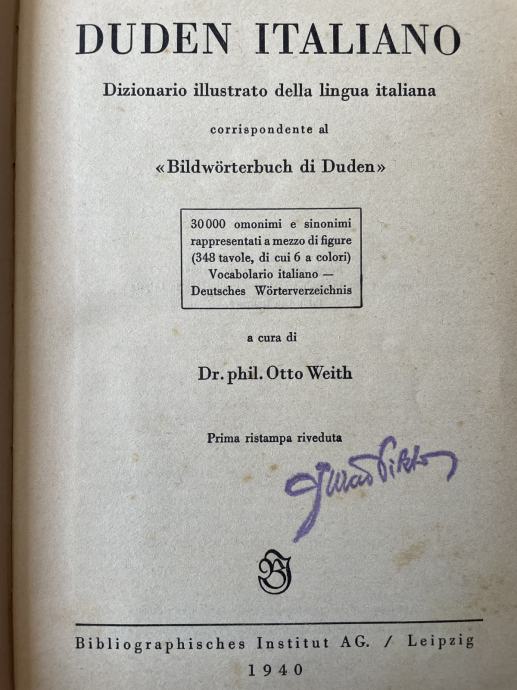 DUDEN ITALIANO
Dizionario illustrato della lingua italiana
corrispondente al
«Bildwörterbuch di Duden»
30000 omonimi e sinonimi
rappresentati a mezzo di figure
(348 tavole, di cui 6 a colori)
Vocabolario italiano —
Deutsches Wörterverzeichnis
a cura di
Dr. phil. Otto Weith
Prima ristampa riveduta
Bibliographisches Institut AG. / Leipzig
1940